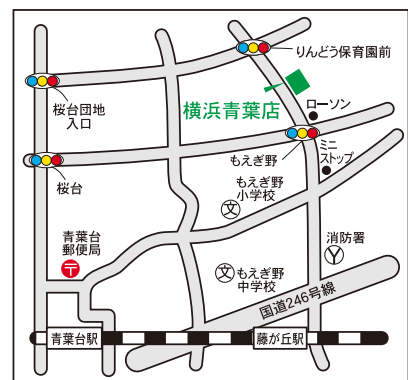 りんどう保育園前
桜台団地
入口
横浜青葉店
ローソン
もえぎ野
ミニ
ストップ
桜台
もえぎ野
小学校
文
青葉台
郵便局
〒
消防署
Y
文
もえぎ野
中学校
国道246号線
青葉台駅
藤が丘駅